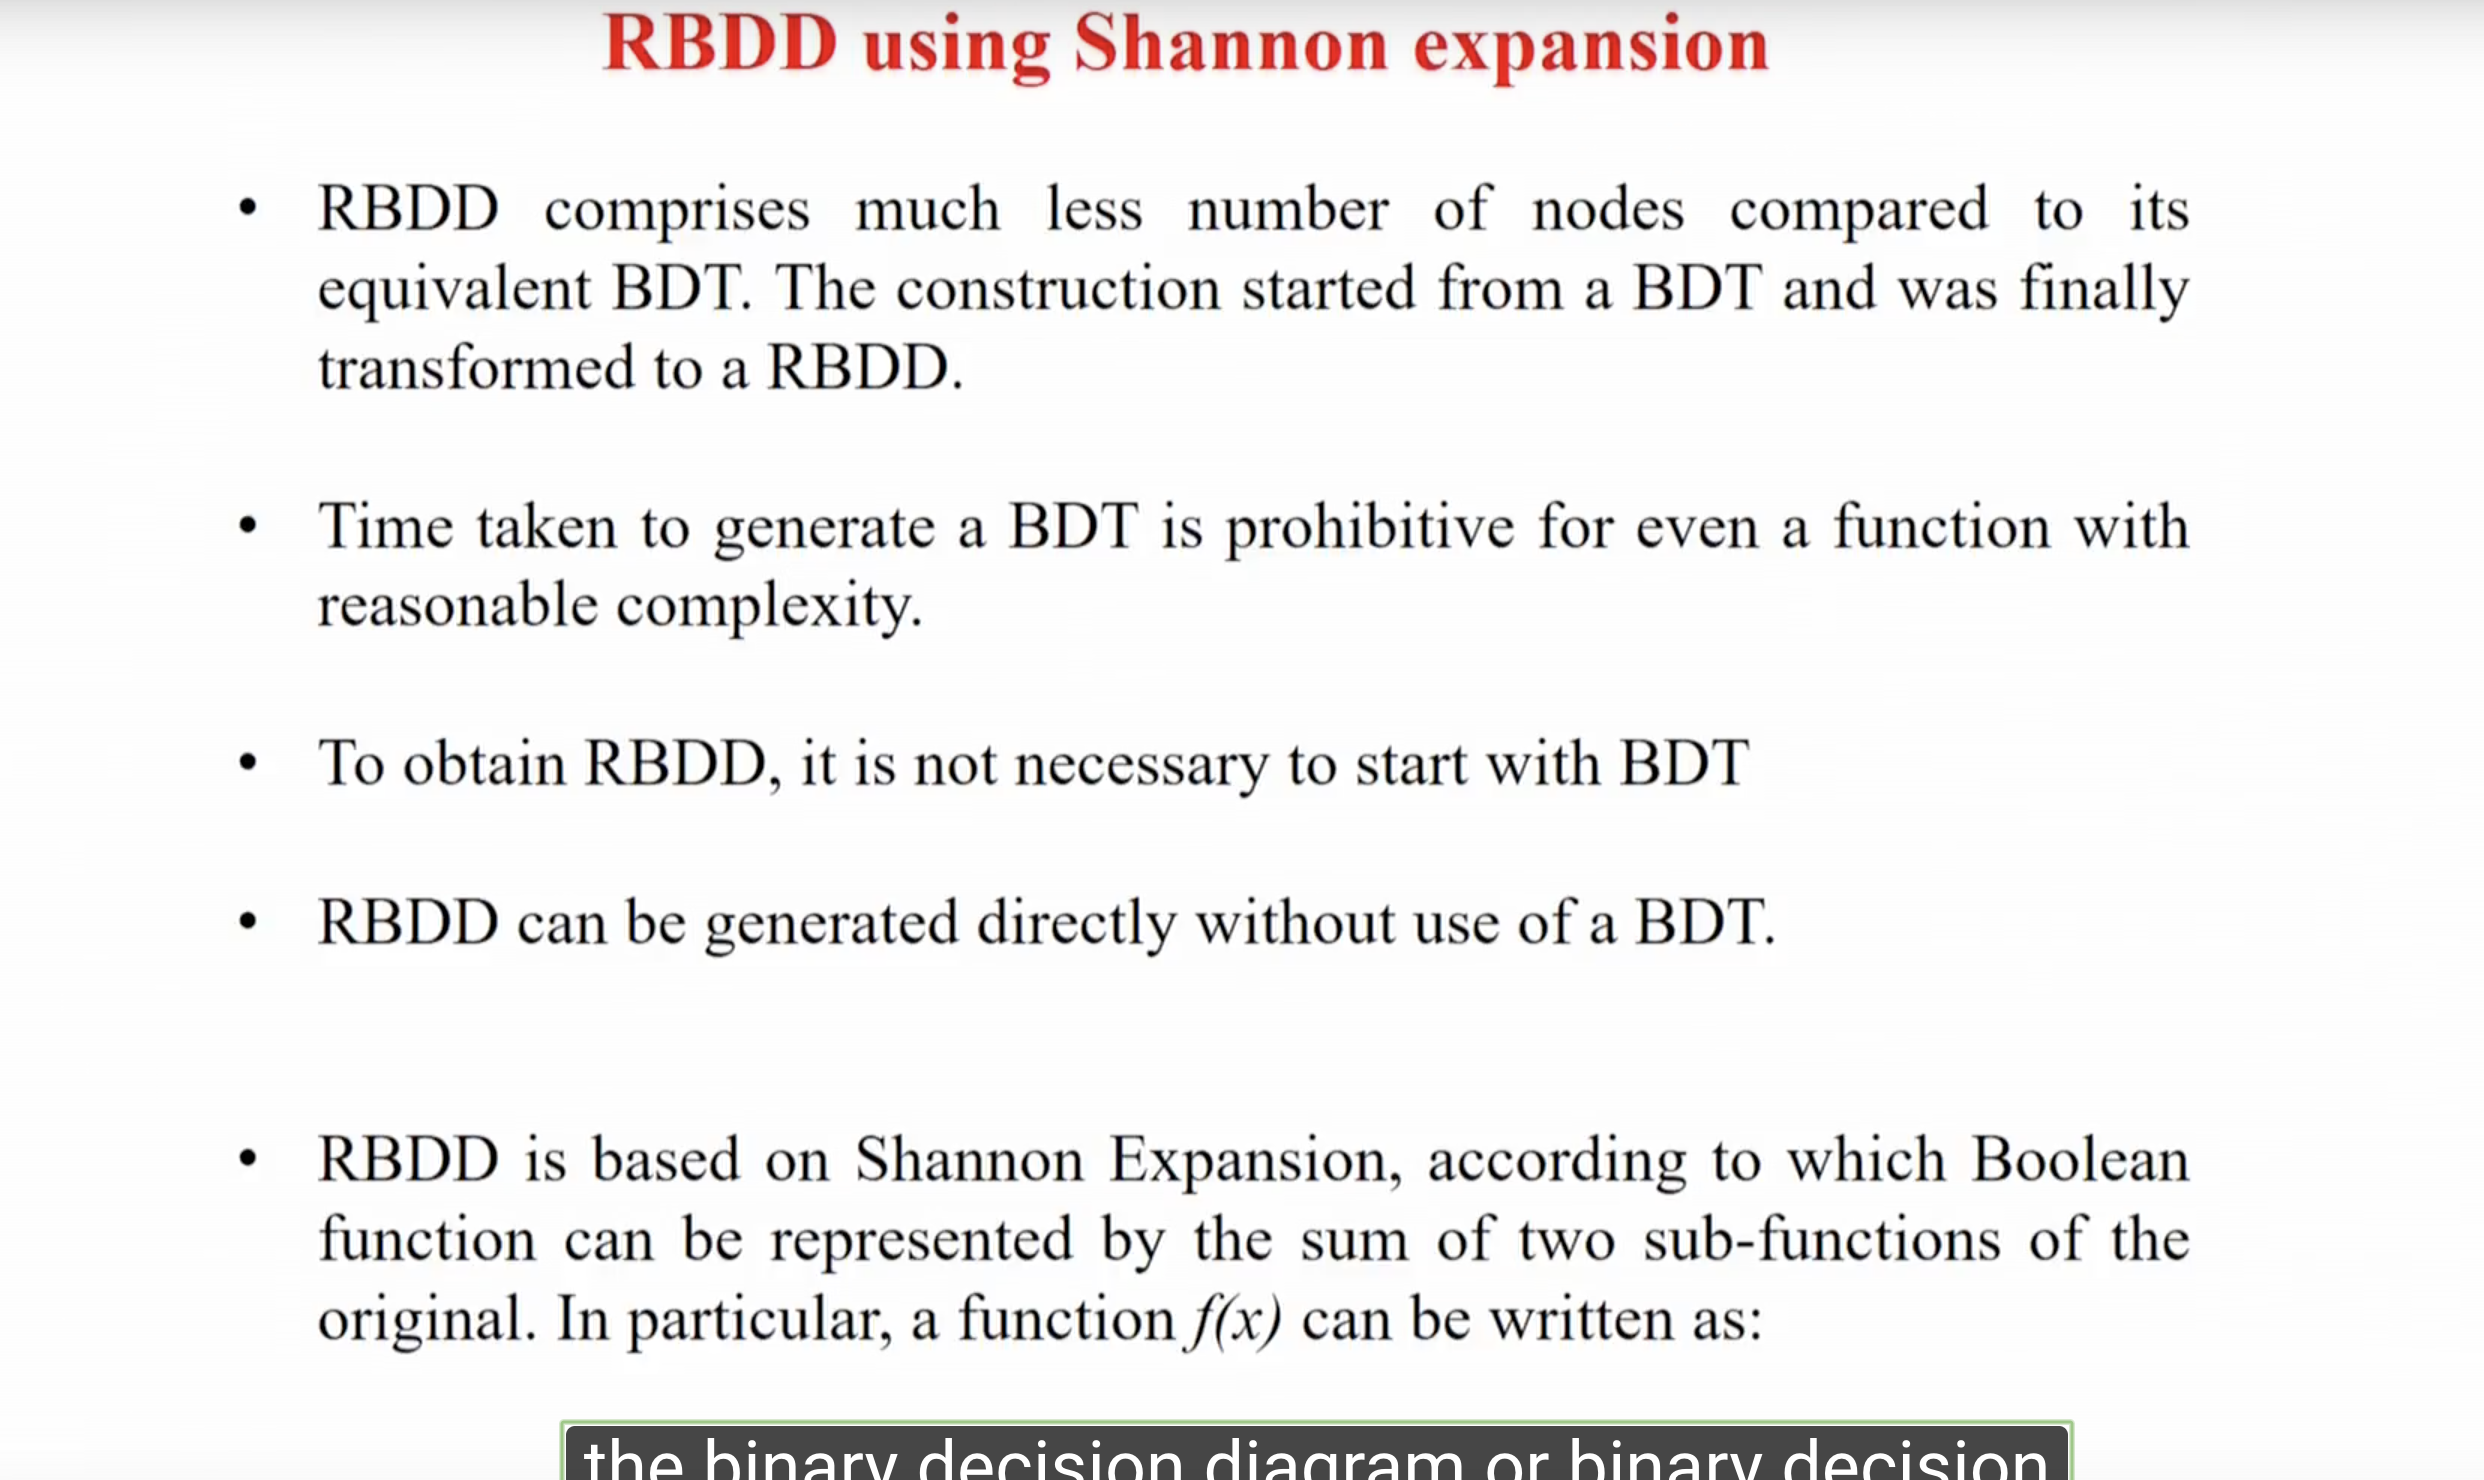 RBDD using Shannon expansion
• RBDD comprises much less number of nodes compared to its
equivalent BDT. The construction started from a BDT and was finally
transformed to a RBDD.
• Time taken to generate a BDT is prohibitive for even a function with
reasonable complexity.
• To obtain RBDD, it is not necessary to start with BDT
• RBDD can be generated directly without use of a BDT.
• RBDD is based on Shannon Expansion, according to which Boolean
function can be represented by the sum of two sub-functions of the
original. In particular, a function f(x) can be written as:
the binary decision diagram or binary decision